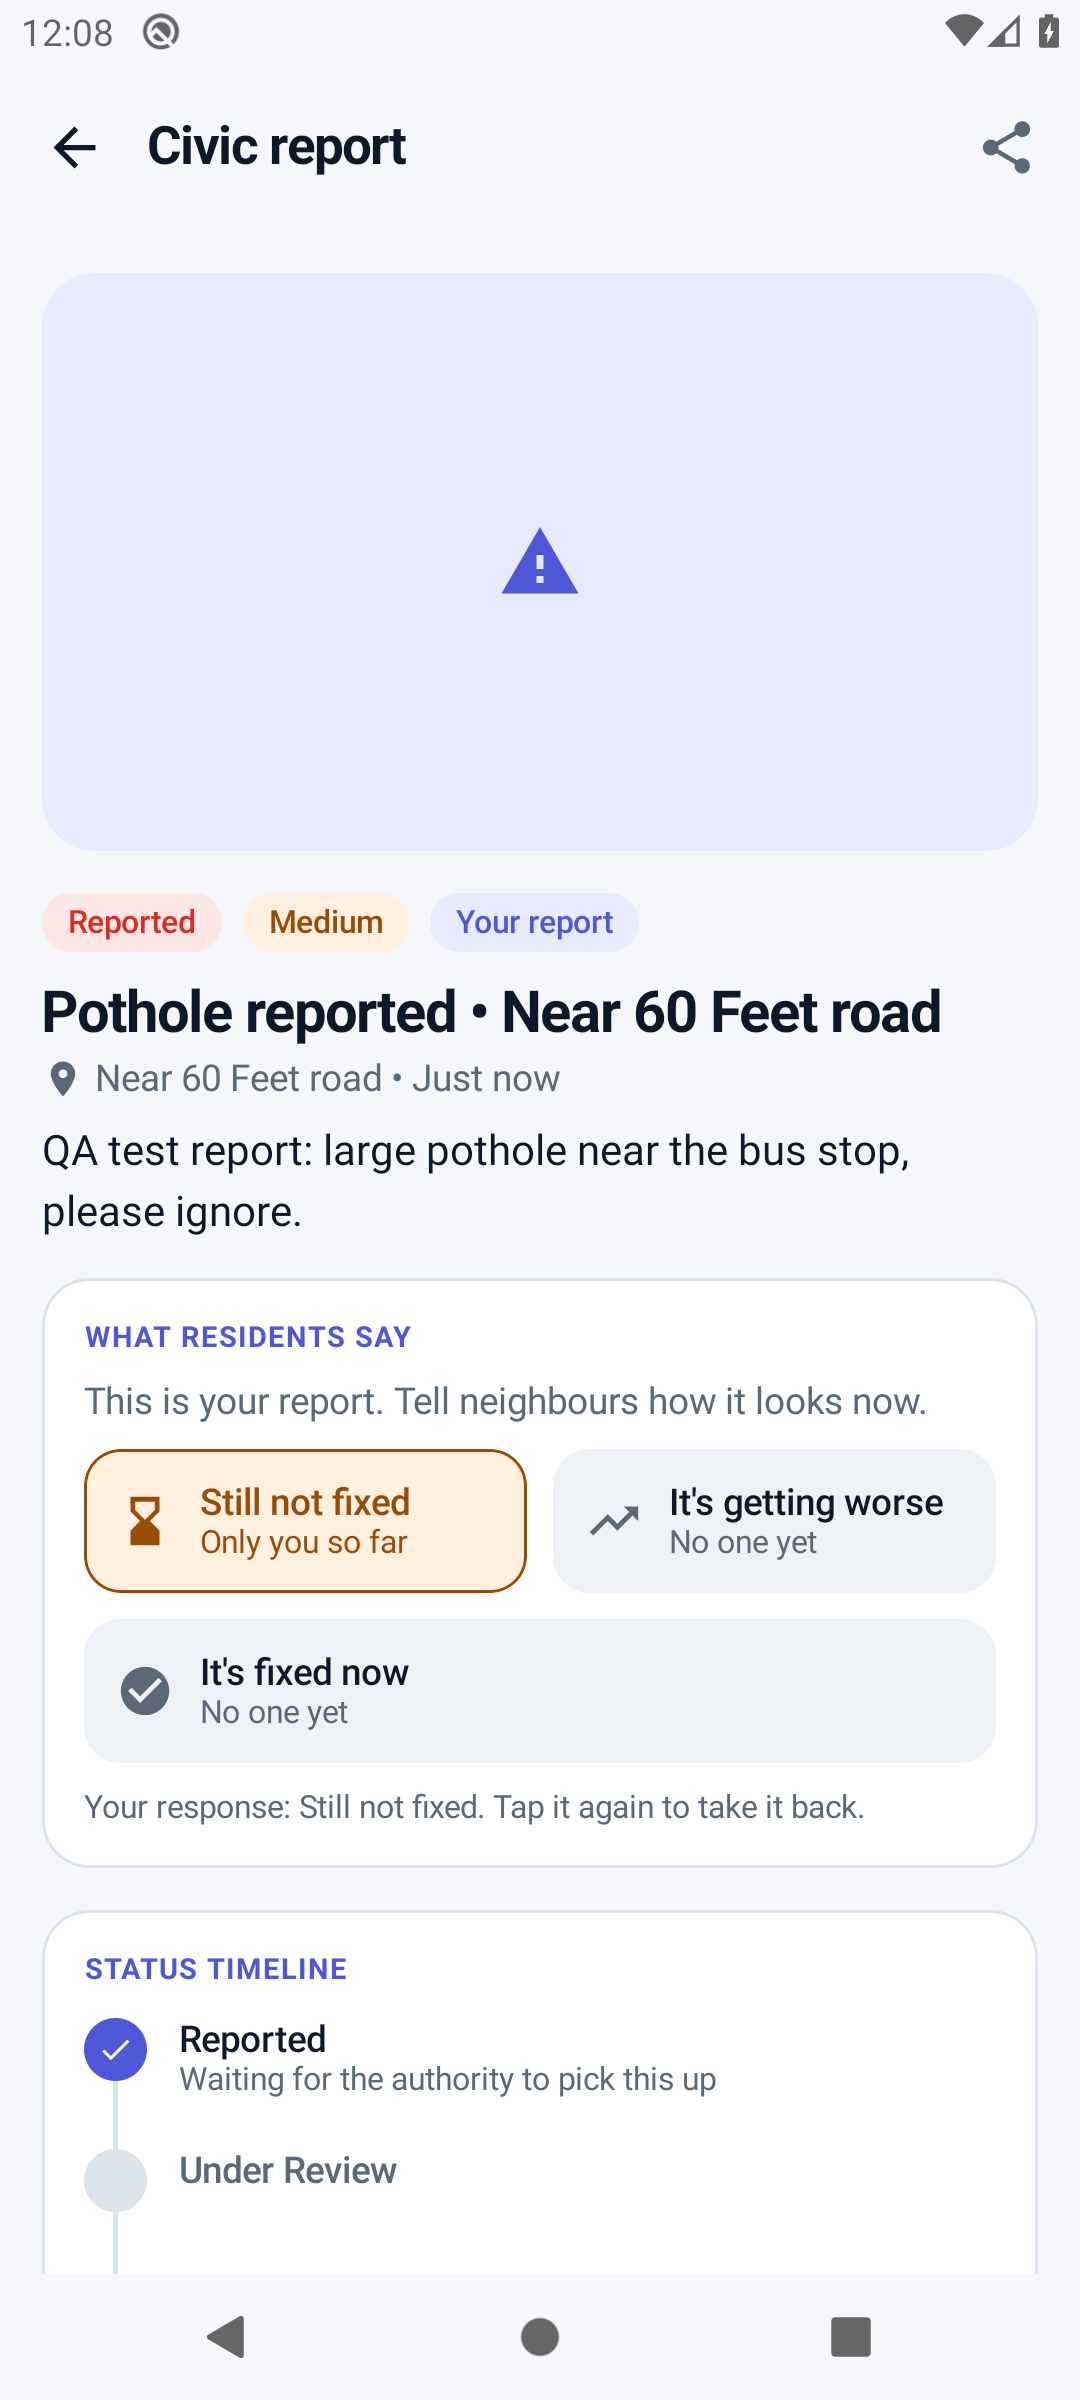 12:08
Civic report
Reported
Medium
Your report
Pothole reported • Near 60 Feet road
Near 60 Feet road • Just now
QA test report: large pothole near the bus stop,
please ignore.
WHAT RESIDENTS SAY
This is your report. Tell neighbours how it looks now.
Still not fixed
Only you so far
It's getting worse
No one yet
It's fixed now
No one yet
Your response: Still not fixed. Tap it again to take it back.
STATUS TIMELINE
Reported
Waiting for the authority to pick this up
Under Review